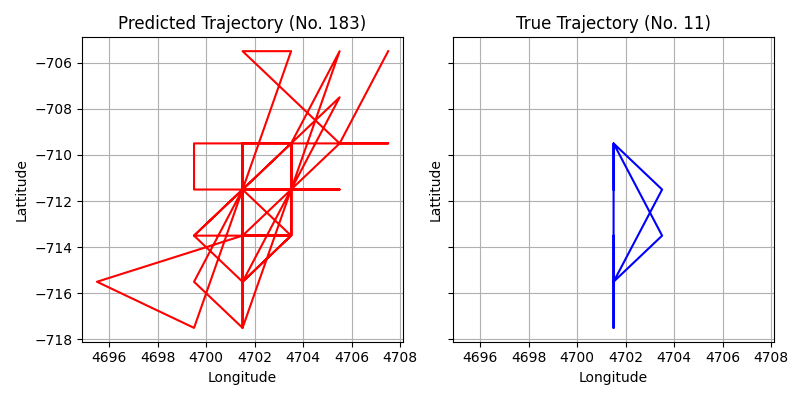 Predicted Trajectory (No. 183)
True Trajectory (No. 11)
−706
−708
−710
−712
−714
−716
−718
Lattitude
Lattitude
4696 4698 4700 4702 4704 4706 4708
4696 4698 4700 4702 4704 4706 4708
Longitude
Longitude